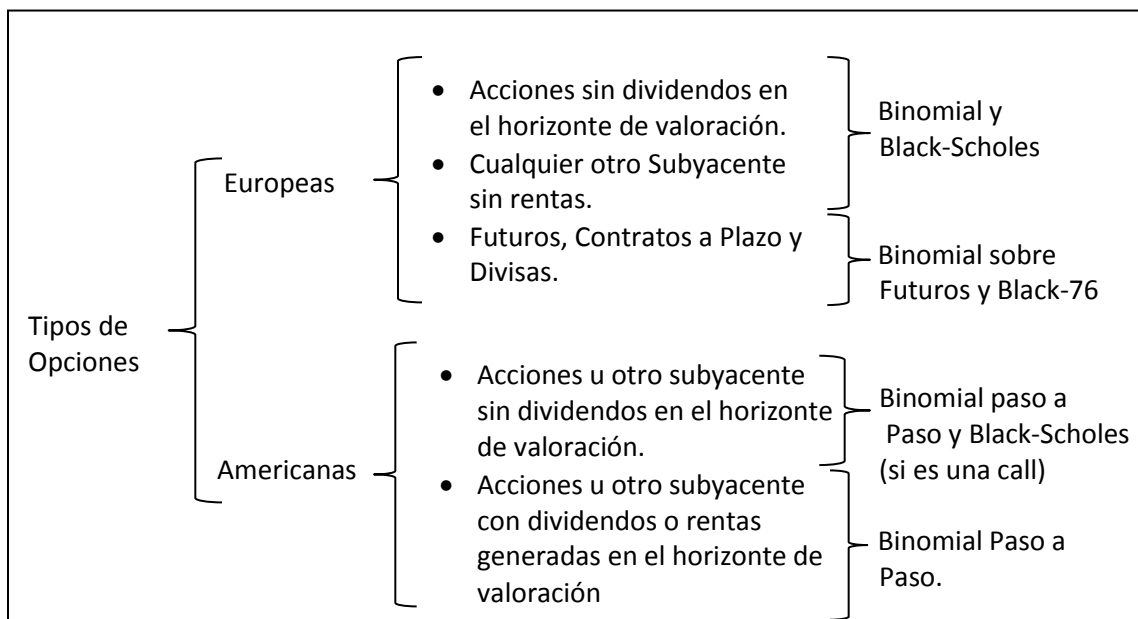 Tipos de
Opciones
Europeas
• Acciones sin dividendos en
el horizonte de valoración.
• Cualquier otro Subyacente
sin rentas.
• Futuros, Contratos a Plazo y
Divisas.
Binomial y
Black-Scholes
Binomial sobre
Futuros y Black-76
Americanas
• Acciones u otro subyacente
sin dividendos en el horizonte
de valoración.
• Acciones u otro subyacente
con dividendos o rentas
generadas en el horizonte de
valoración
Binomial paso a
Paso y Black-Scholes
(si es una call)
Binomial Paso a
Paso.